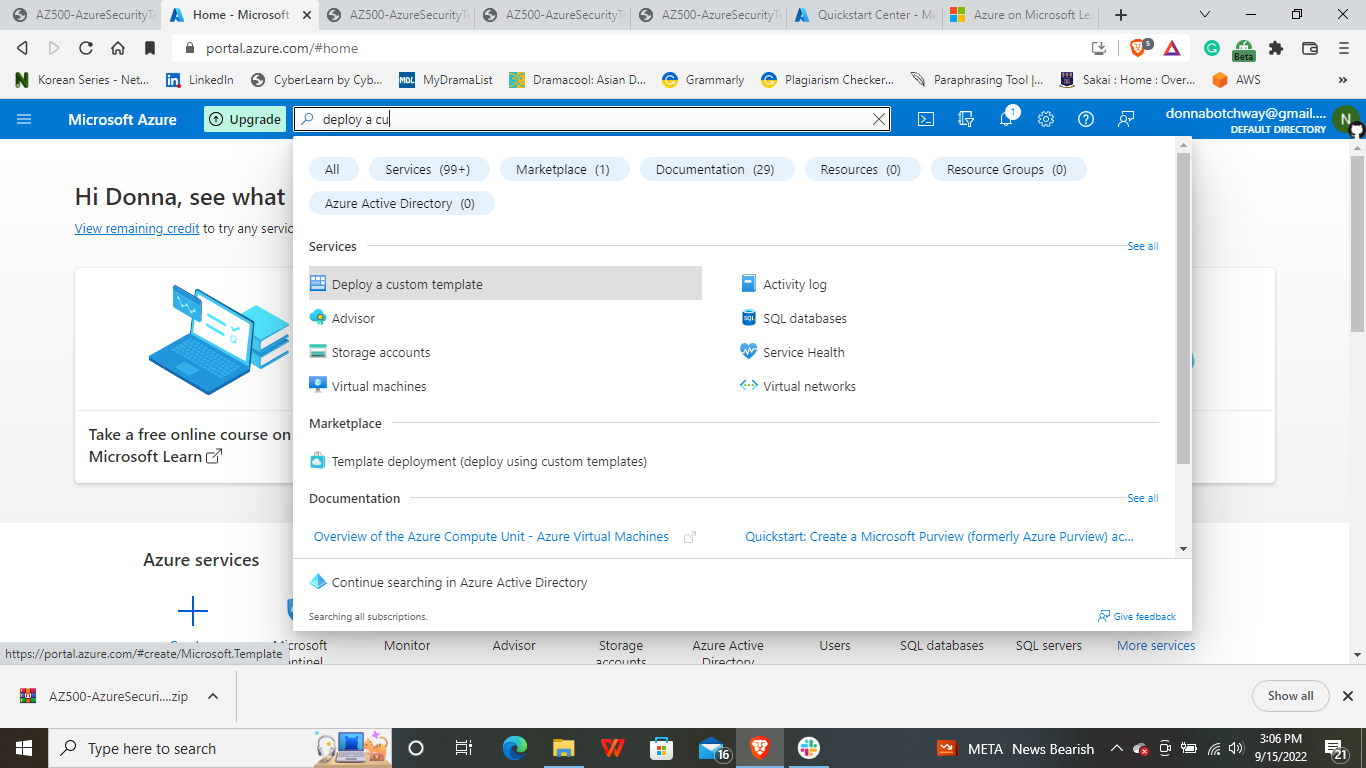 AZ500-AzureSecurityTe
Home - Microsoft
AZ500-AzureSecurityTe
AZ500-AzureSecurityTe
AZ500-AzureSecurityTe
Quickstart Center - Mi
Azure on Microsoft Lea
portal.azure.com/#home
5
Beta
Korean Series - Net...
LinkedIn
CyberLearn by Cyb...
MDL MyDramaList
Dramacool: Asian D...
Grammarly
Plagiarism Checker...
Paraphrasing Tool |...
Sakai : Home : Over...
AWS
»
Microsoft Azure
Upgrade
deploy a cu
1
donnabotchway@gmail....
DEFAULT DIRECTORY
N
Hi Donna, see what
View remaining credit to try any servic
All
Services (99+)
Marketplace (1)
Documentation (29)
Resources (0)
Resource Groups (0)
Azure Active Directory (0)
Services
See all
Deploy a custom template
Activity log
Advisor
SQL databases
Storage accounts
Service Health
Virtual machines
Virtual networks
Marketplace
Template deployment (deploy using custom templates)
Documentation
See all
Overview of the Azure Compute Unit - Azure Virtual Machines
Quickstart: Create a Microsoft Purview (formerly Azure Purview) ac...
Continue searching in Azure Active Directory
Searching all subscriptions.
Give feedback
Take a free online course on
Microsoft Learn
Azure services
Microsoft
Monitor
Advisor
Storage
accounts
Azure Active
Directory
Users
SQL databases
SQL servers
More services
https://portal.azure.com/#create/Microsoft.Template
AZ500-AzureSecuri....zip
Show all
Type here to search
16
META News Bearish
3:06 PM
9/15/2022
21